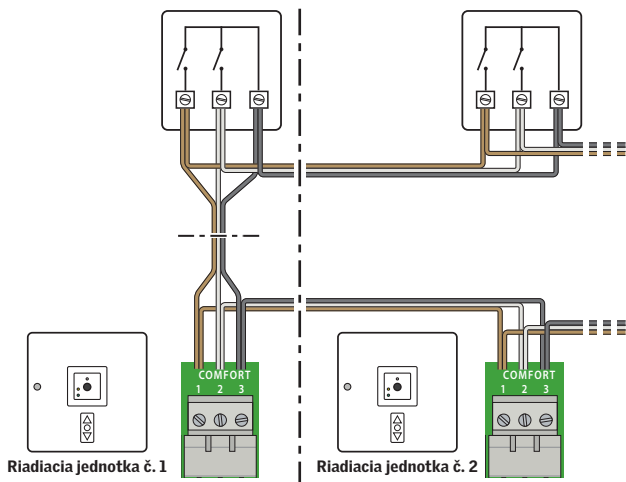 COMFORT
1 2 3
COMFORT
1 2 3
Riadiacia jednotka č. 1
Riadiacia jednotka č. 2